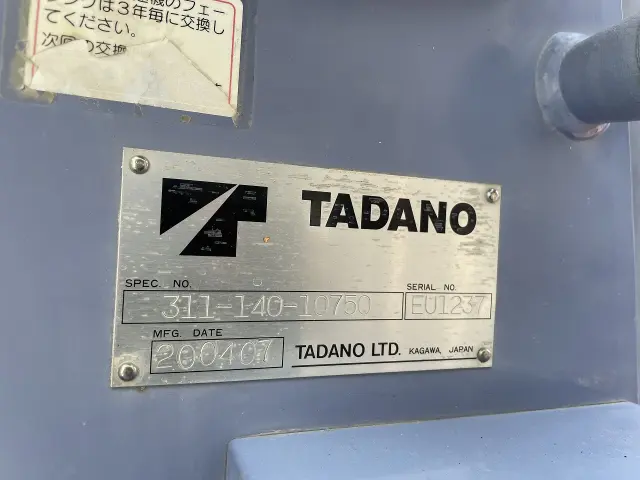 ングは3年毎に交換し
てください。
次回の交換
TADANO
SPEC. NO.
SERIAL NO.
311-140-10750
EU1237
MFG. DATE
200407
TADANO LTD. KAGAWA, JAPAN